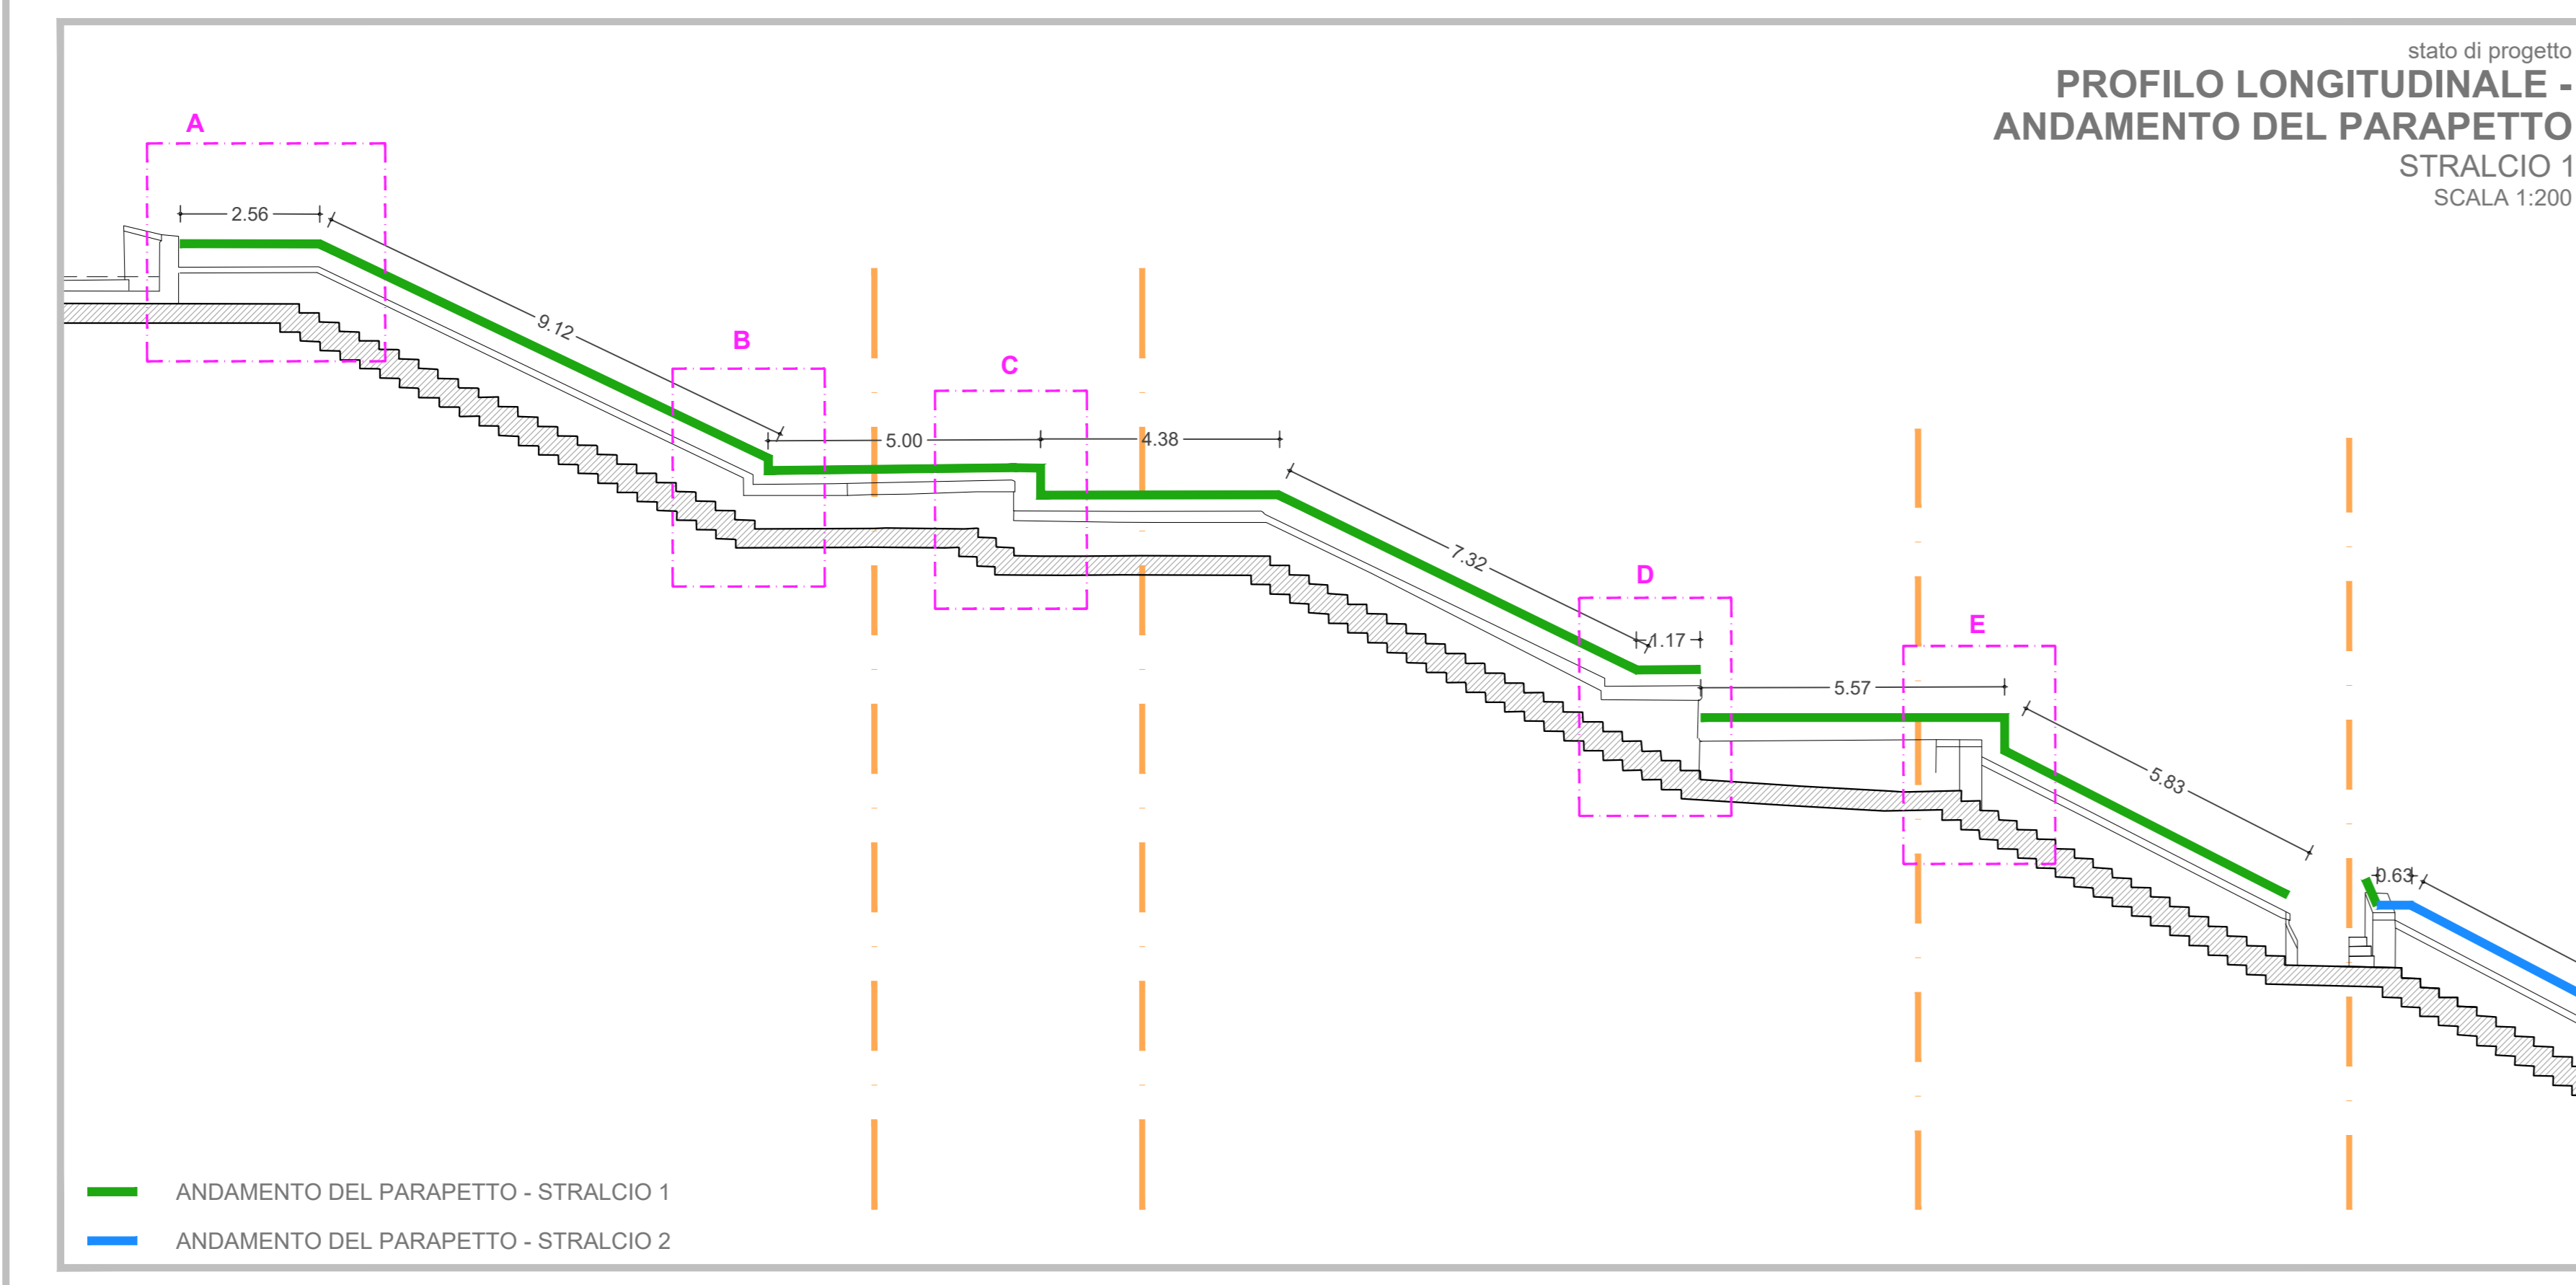 stato di progetto
PROFILO LONGITUDINALE -
ANDAMENTO DEL PARAPETTO
STRALCIO 1
SCALA 1:200
A
2.56
9.12
B
5.00
C
4.38
7.32
D
1.17
E
5.57
5.83
0.63
ANDAMENTO DEL PARAPETTO - STRALCIO 1
ANDAMENTO DEL PARAPETTO - STRALCIO 2